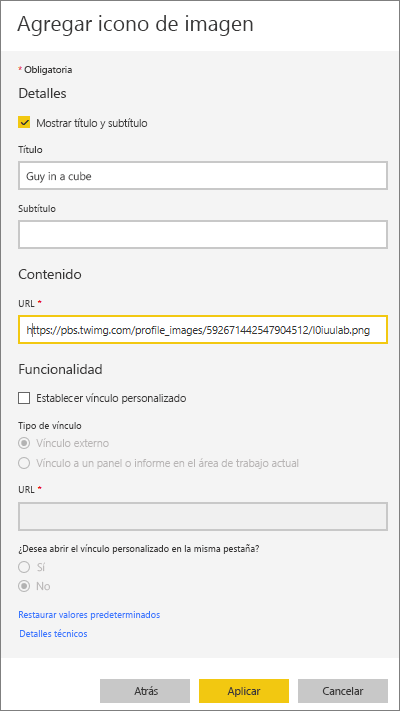 Agregar icono de imagen
* Obligatoria
Detalles
Mostrar título y subtítulo
Título
Guy in a cube
Subtítulo
Contenido
URL *
https://pbs.twimg.com/profile_images/592671442547904512/I0iuulab.png
Funcionalidad
Establecer vínculo personalizado
Tipo de vínculo
Vínculo externo
Vínculo a un panel o informe en el área de trabajo actual
URL *
¿Desea abrir el vínculo personalizado en la misma pestaña?
Sí
No
Restaurar valores predeterminados
Detalles técnicos
Atrás Aplicar Cancelar